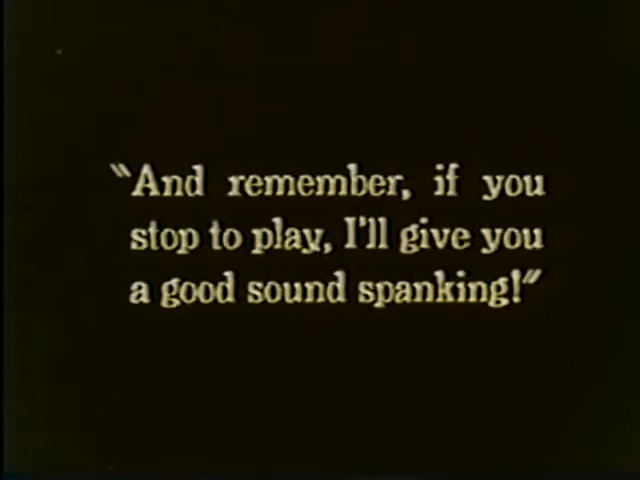 "And remember, if you
stop to play, I'll give you
a good sound spanking!"